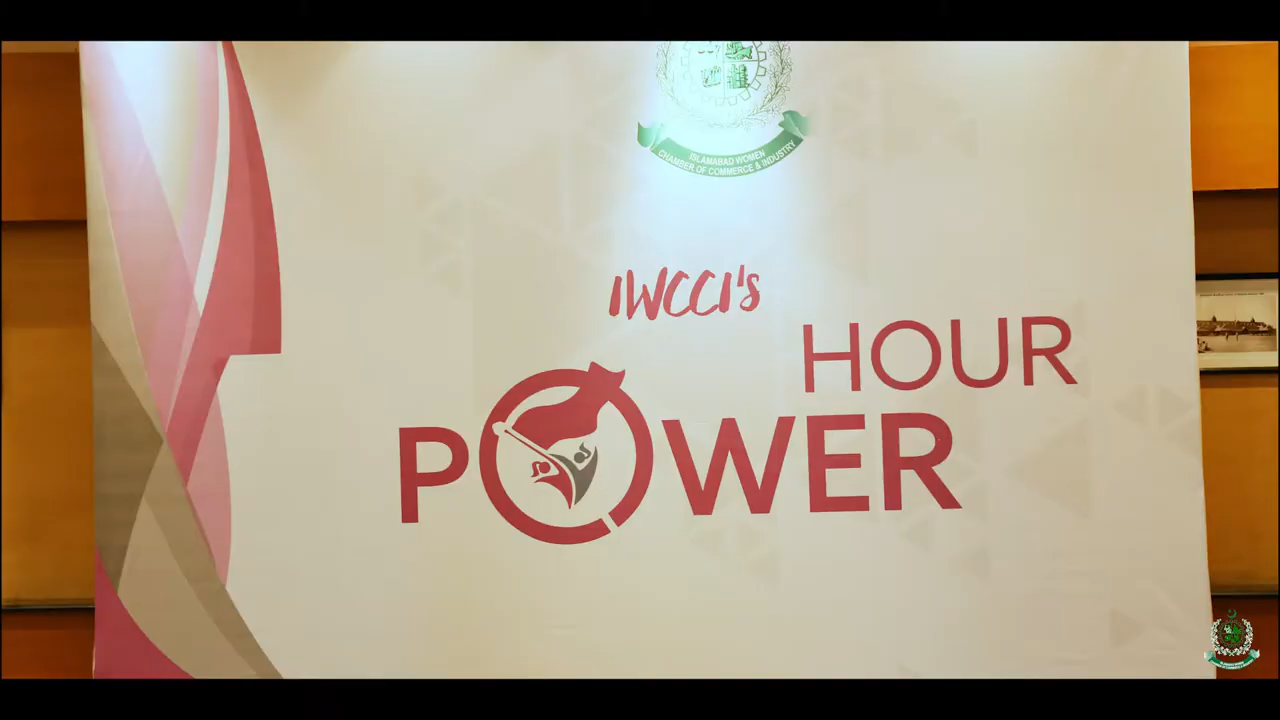 ISLAMABAD WOMEN
CHAMBER OF COMMERCE & INDUSTRY
IWCCI's
HOUR
POWER